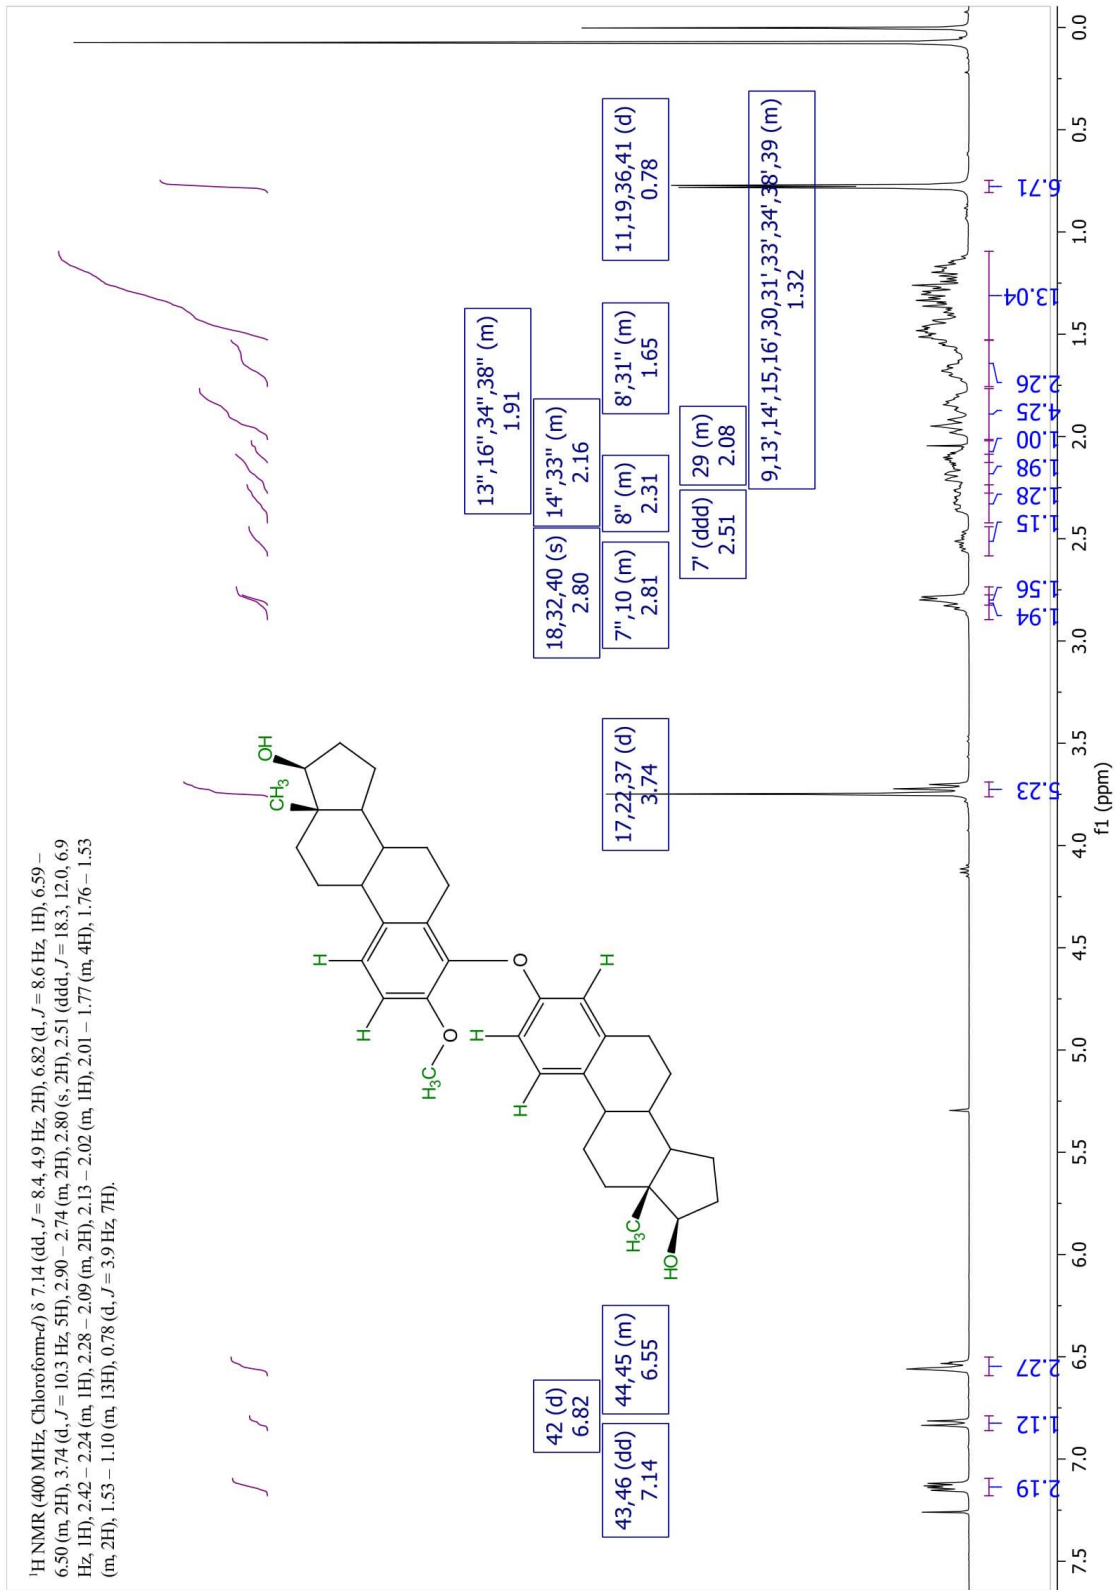 ¹H NMR (400 MHz, Chloroform-d) δ 7.14 (dd, J = 8.4, 4.9 Hz, 2H), 6.82 (d, J = 8.6 Hz, 1H), 6.59 –
6.50 (m, 2H), 3.74 (d, J = 10.3 Hz, 5H), 2.90 – 2.74 (m, 2H), 2.80 (s, 2H), 2.51 (ddd, J = 18.3, 12.0, 6.9
Hz, 1H), 2.42 – 2.24 (m, 1H), 2.28 – 2.09 (m, 2H), 2.13 – 2.02 (m, 1H), 2.01 – 1.77 (m, 4H), 1.76 – 1.53
(m, 2H), 1.53 – 1.10 (m, 13H), 0.78 (d, J = 3.9 Hz, 7H).
OH
CH₃
H
H
O
H₃C
O
H
H
H
H₃C
HO
13'',16'',34'',38'' (m)
1.91
18,32,40 (s)
2.80
14'',33'' (m)
2.16
42 (d)
6.82
43,46 (dd)
7.14
44,45 (m)
6.55
17,22,37 (d)
3.74
7'',10 (m)
2.81
8'' (m)
2.31
8',31'' (m)
1.65
11,19,36,41 (d)
0.78
7' (ddd)
2.51
29 (m)
2.08
9,13',14',15,16',30,31',33',34',38',39 (m)
1.32
2.19
1.12
2.27
5.23
1.94
1.56
1.15
1.28
1.98
1.00
4.25
2.26
13.04
6.71
7.5
7.0
6.5
6.0
5.5
5.0
4.5
4.0
3.5
3.0
2.5
2.0
1.5
1.0
0.5
0.0
f1 (ppm)